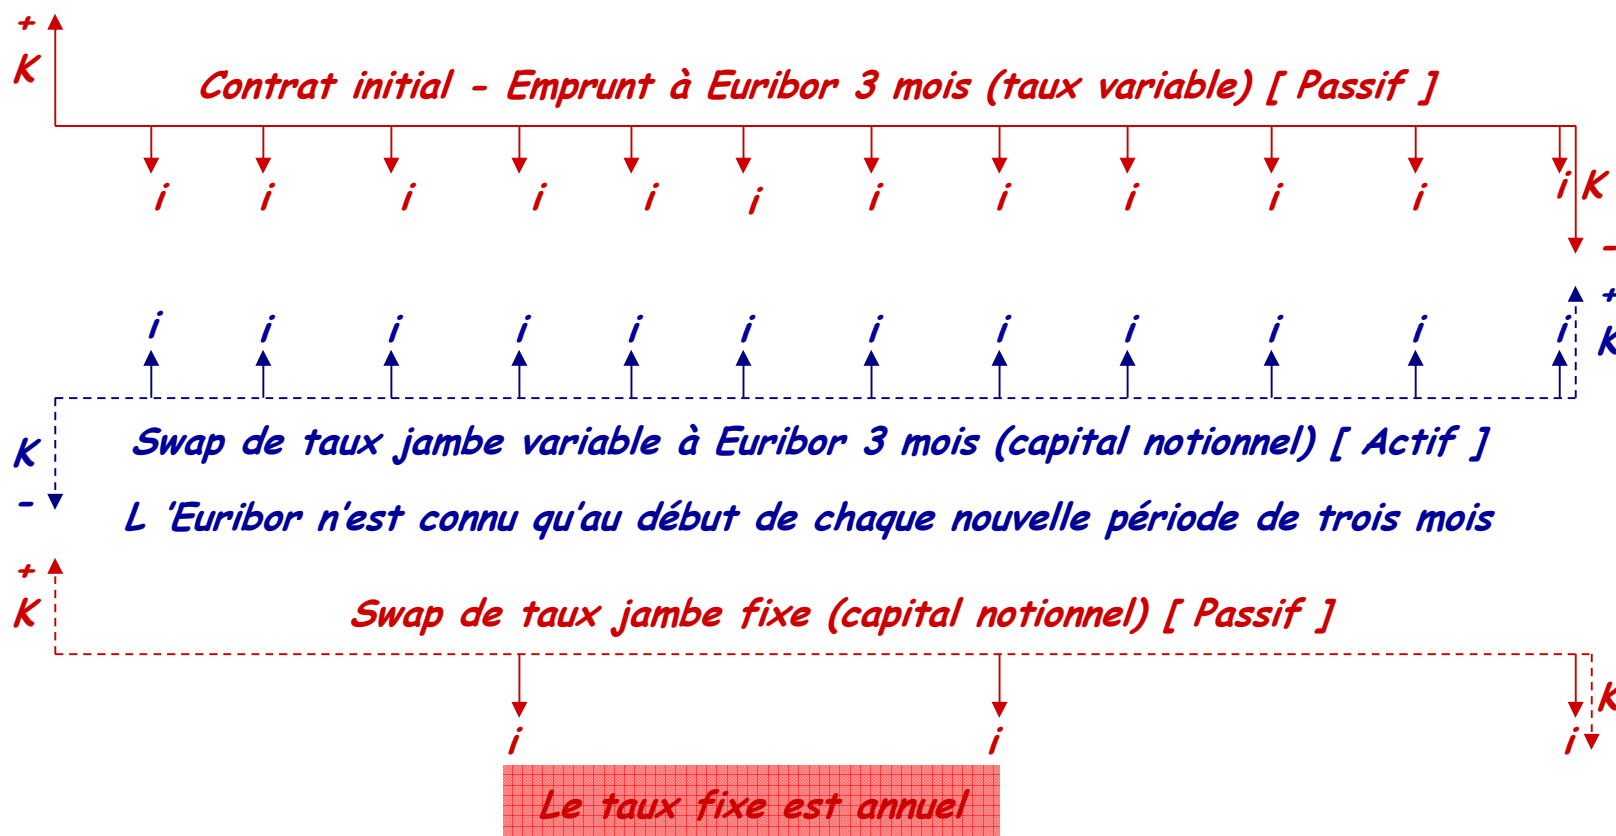 +
K
Contrat initial - Emprunt à Euribor 3 mois (taux variable) [ Passif ]
i i i i i i i i i i i i K
-
+
i i i i i i i i i i i i K
K
-
Swap de taux jambe variable à Euribor 3 mois (capital notionnel) [ Actif ]
L 'Euribor n'est connu qu'au début de chaque nouvelle période de trois mois
+
K
Swap de taux jambe fixe (capital notionnel) [ Passif ]
K
i i i
Le taux fixe est annuel